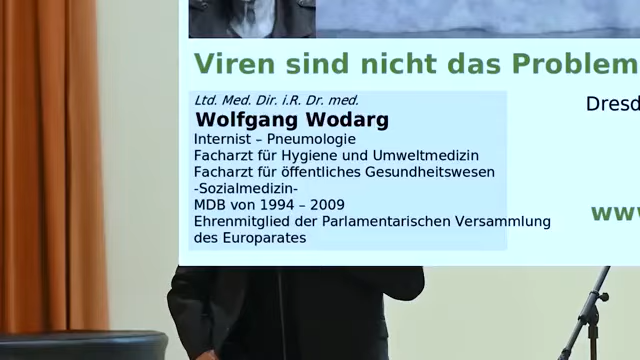 Viren sind nicht das Problem
Ltd. Med. Dir. i.R. Dr. med.
Wolfgang Wodarg
Internist – Pneumologie
Facharzt für Hygiene und Umweltmedizin
Facharzt für öffentliches Gesundheitswesen
-Sozialmedizin-
MDB von 1994 – 2009
Ehrenmitglied der Parlamentarischen Versammlung
des Europarates
Dresd
www